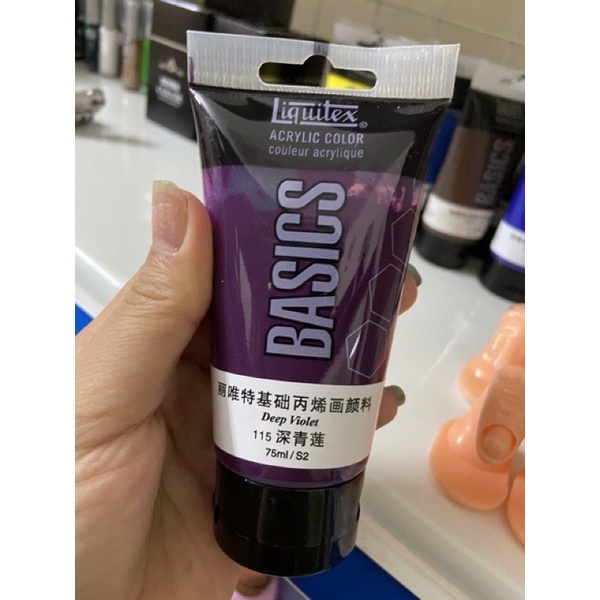 Liquitex®
ACRYLIC COLOR
couleur acrylique
BASICS
丽唯特基础丙烯画颜料
Deep Violet
115 深青莲
75ml / S2
BASICS